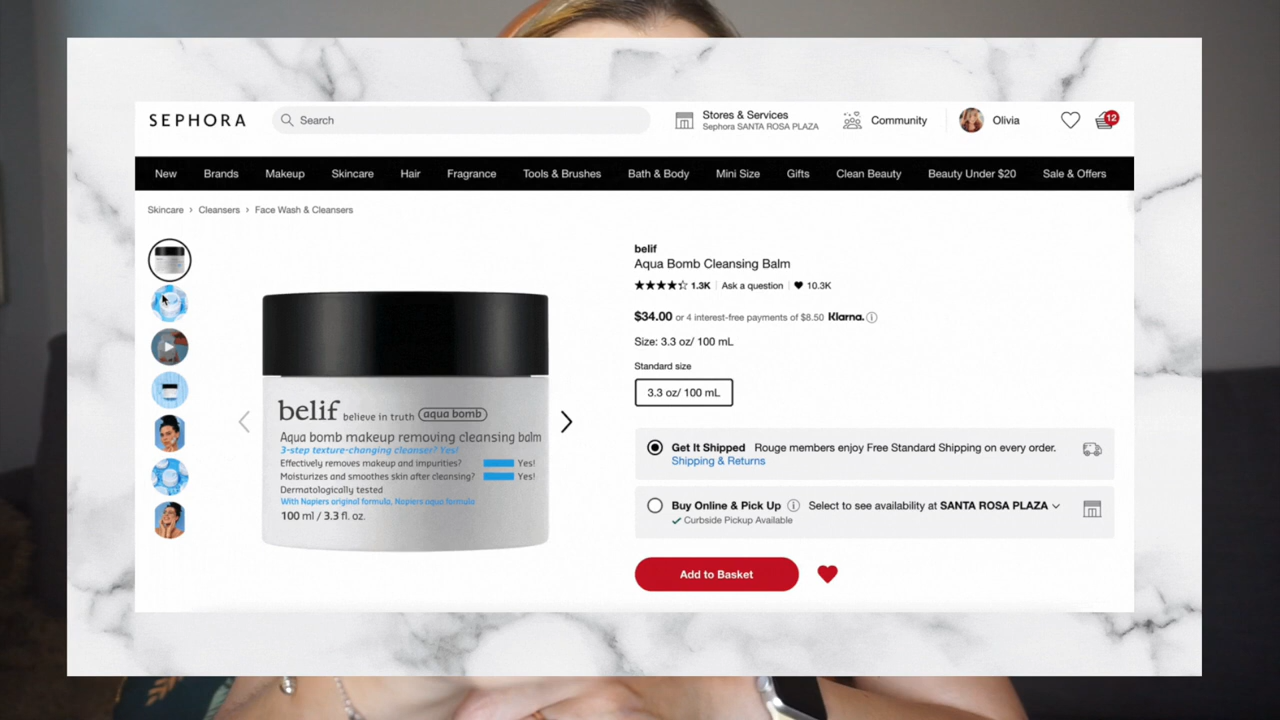 SEPHORA
Search
Stores & Services
Sephora SANTA ROSA PLAZA
Community
Olivia
12
New Brands Makeup Skincare Hair Fragrance Tools & Brushes Bath & Body Mini Size Gifts Clean Beauty Beauty Under $20 Sale & Offers
Skincare › Cleansers › Face Wash & Cleansers
belif believe in truth aqua bomb
Aqua bomb makeup removing cleansing balm
3-step texture-changing cleanser? Yes!
Effectively removes makeup and impurities? Yes!
Moisturizes and smoothes skin after cleansing? Yes!
Dermatologically tested
With Napiers original formula, Napiers aqua formula
100 ml / 3.3 fl. oz.
belif
Aqua Bomb Cleansing Balm
1.3K Ask a question 10.3K
$34.00 or 4 interest-free payments of $8.50 Klarna.
Size: 3.3 oz/ 100 mL
Standard size
3.3 oz/ 100 mL
Get It Shipped Rouge members enjoy Free Standard Shipping on every order.
Shipping & Returns
Buy Online & Pick Up Select to see availability at SANTA ROSA PLAZA
Curbside Pickup Available
Add to Basket